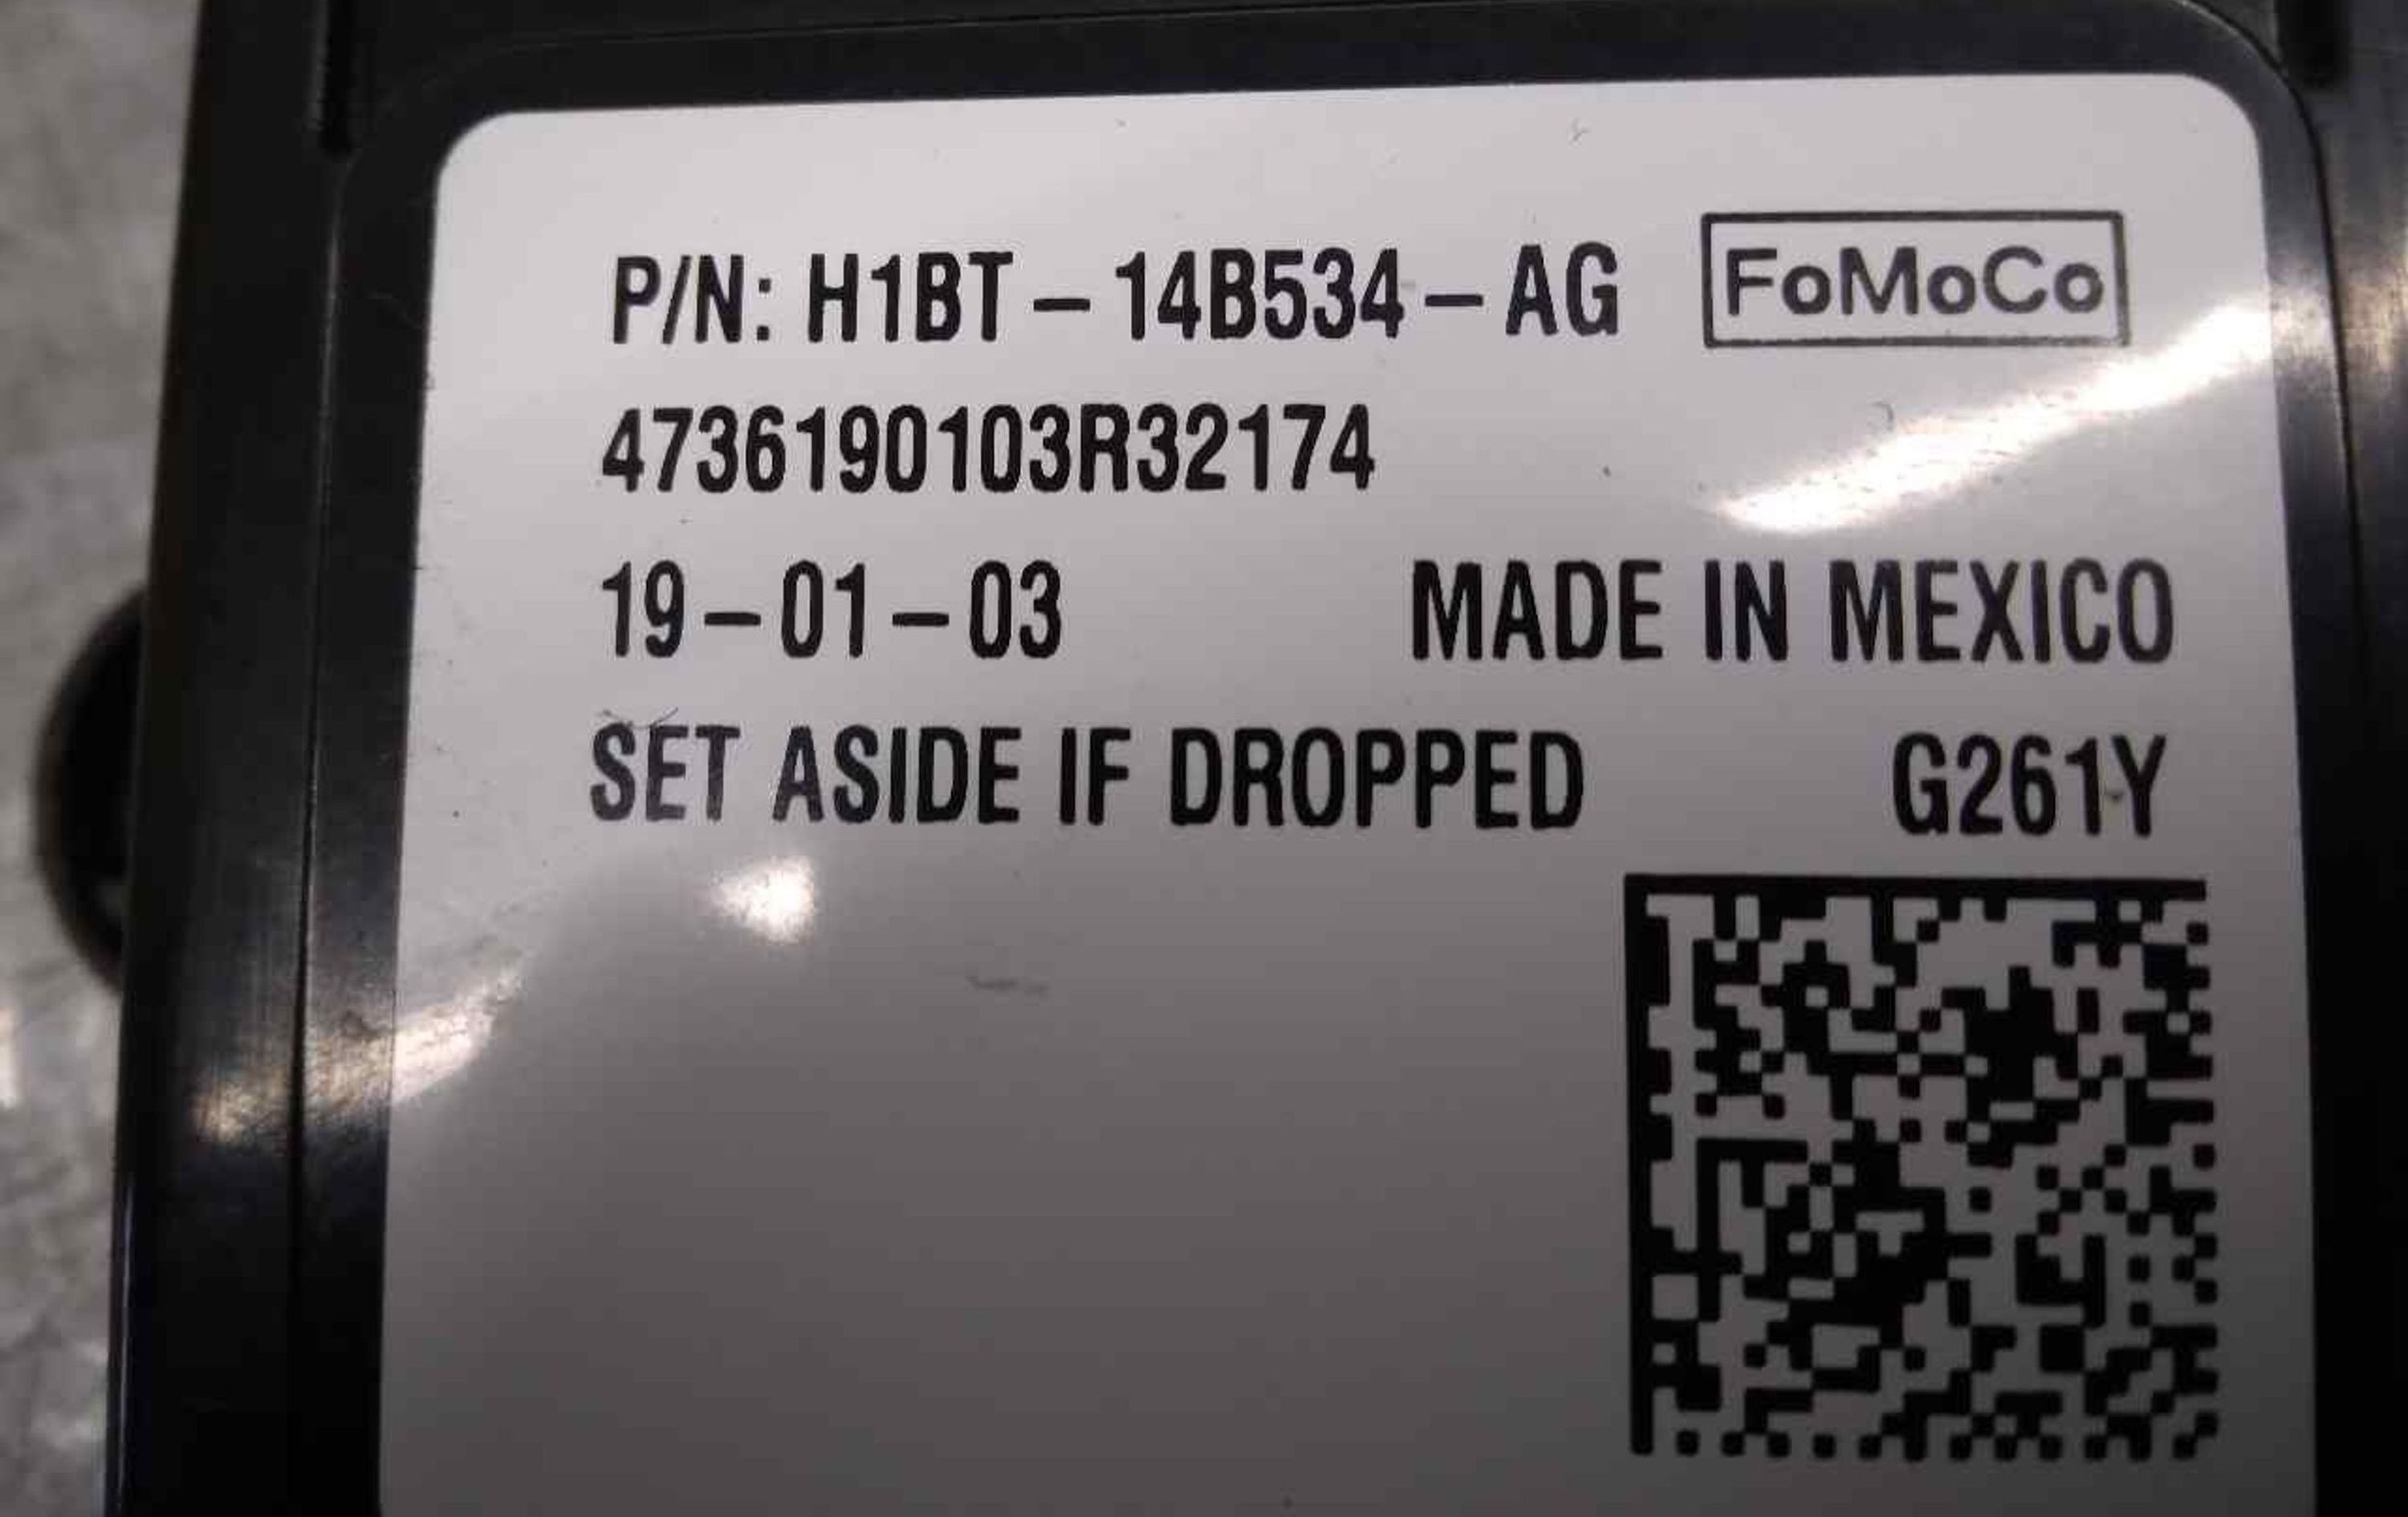 P/N: H1BT-14B534-AG FoMoCo
4736190103R32174
19-01-03 MADE IN MEXICO
SET ASIDE IF DROPPED G261Y